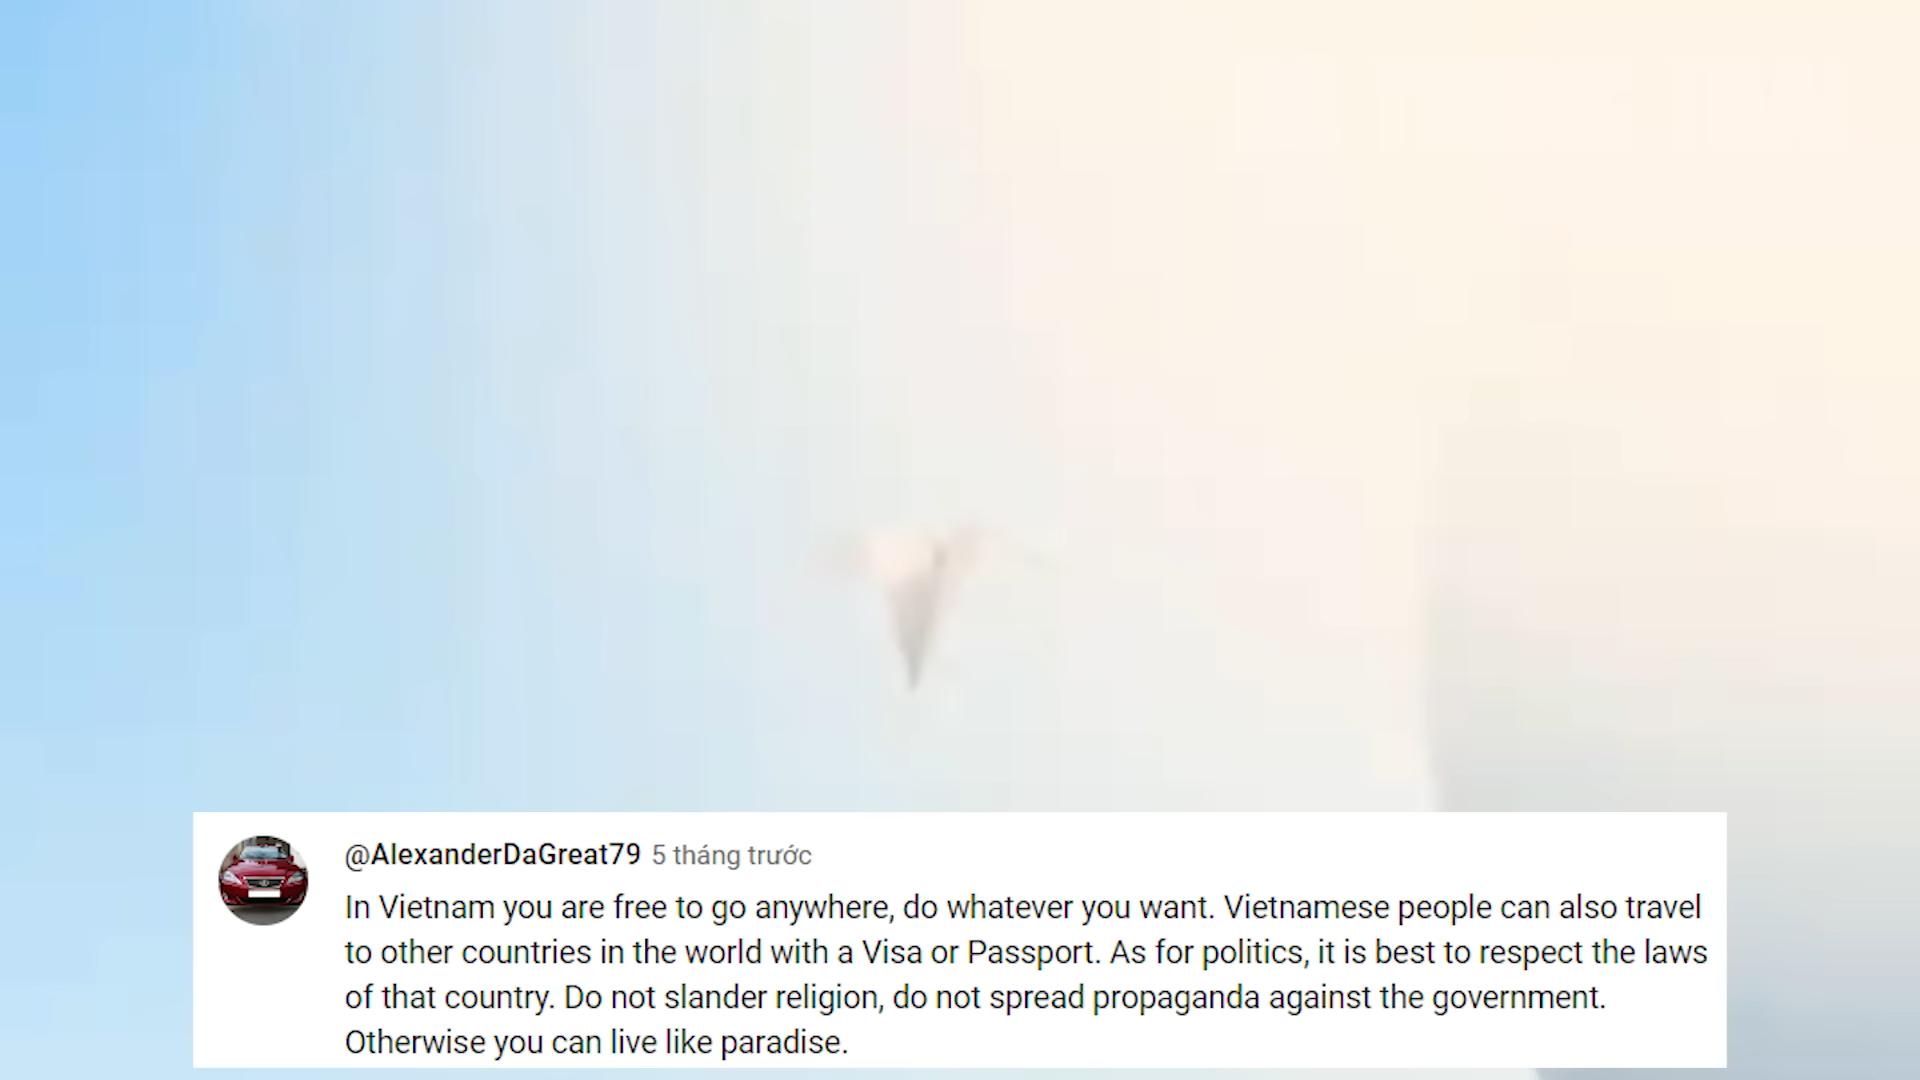 @AlexanderDaGreat79 5 tháng trước
In Vietnam you are free to go anywhere, do whatever you want. Vietnamese people can also travel
to other countries in the world with a Visa or Passport. As for politics, it is best to respect the laws
of that country. Do not slander religion, do not spread propaganda against the government.
Otherwise you can live like paradise.